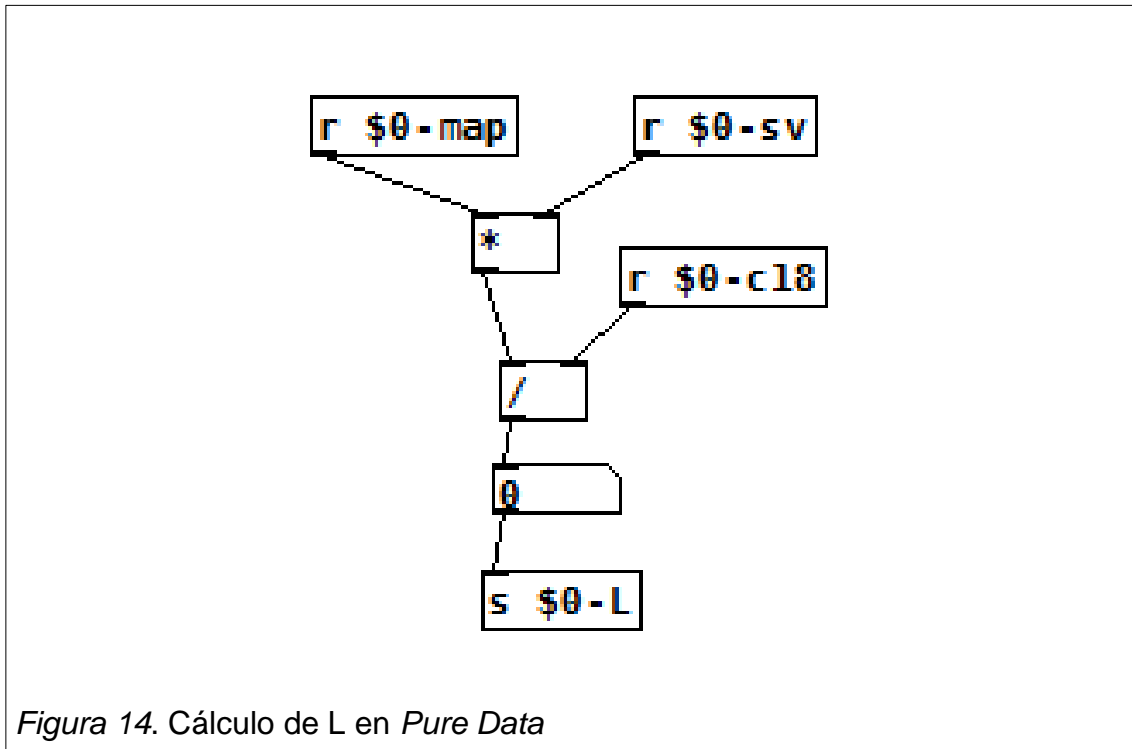 r $0-map
r $0-sv
*
r $0-cl8
/
0
s $0-L
Figura 14. Cálculo de L en Pure Data